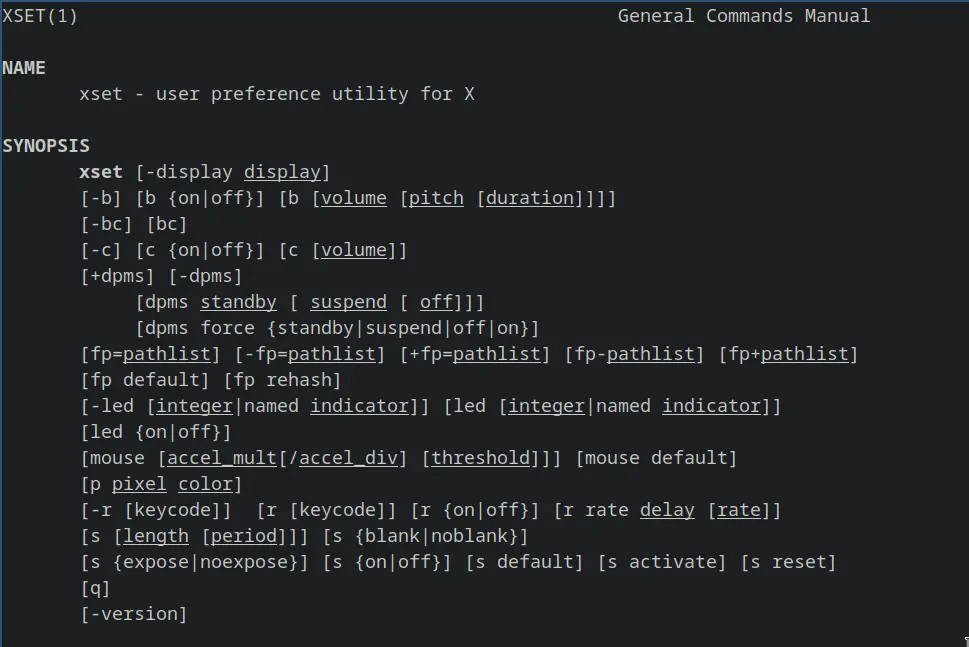 XSET(1) General Commands Manual
NAME
xset - user preference utility for X
SYNOPSIS
xset [-display display]
[-b] [b {on|off}] [b [volume [pitch [duration]]]]
[-bc] [bc]
[-c] [c {on|off}] [c [volume]]
[+dpms] [-dpms]
[dpms standby [ suspend [ off]]]
[dpms force {standby|suspend|off|on}]
[fp=pathlist] [-fp=pathlist] [+fp=pathlist] [fp-pathlist] [fp+pathlist]
[fp default] [fp rehash]
[-led [integer|named indicator]] [led [integer|named indicator]]
[led {on|off}]
[mouse [accel_mult[/accel_div] [threshold]]] [mouse default]
[p pixel color]
[-r [keycode]]  [r [keycode]] [r {on|off}] [r rate delay [rate]]
[s [length [period]]] [s {blank|noblank}]
[s {expose|noexpose}] [s {on|off}] [s default] [s activate] [s reset]
[q]
[-version]